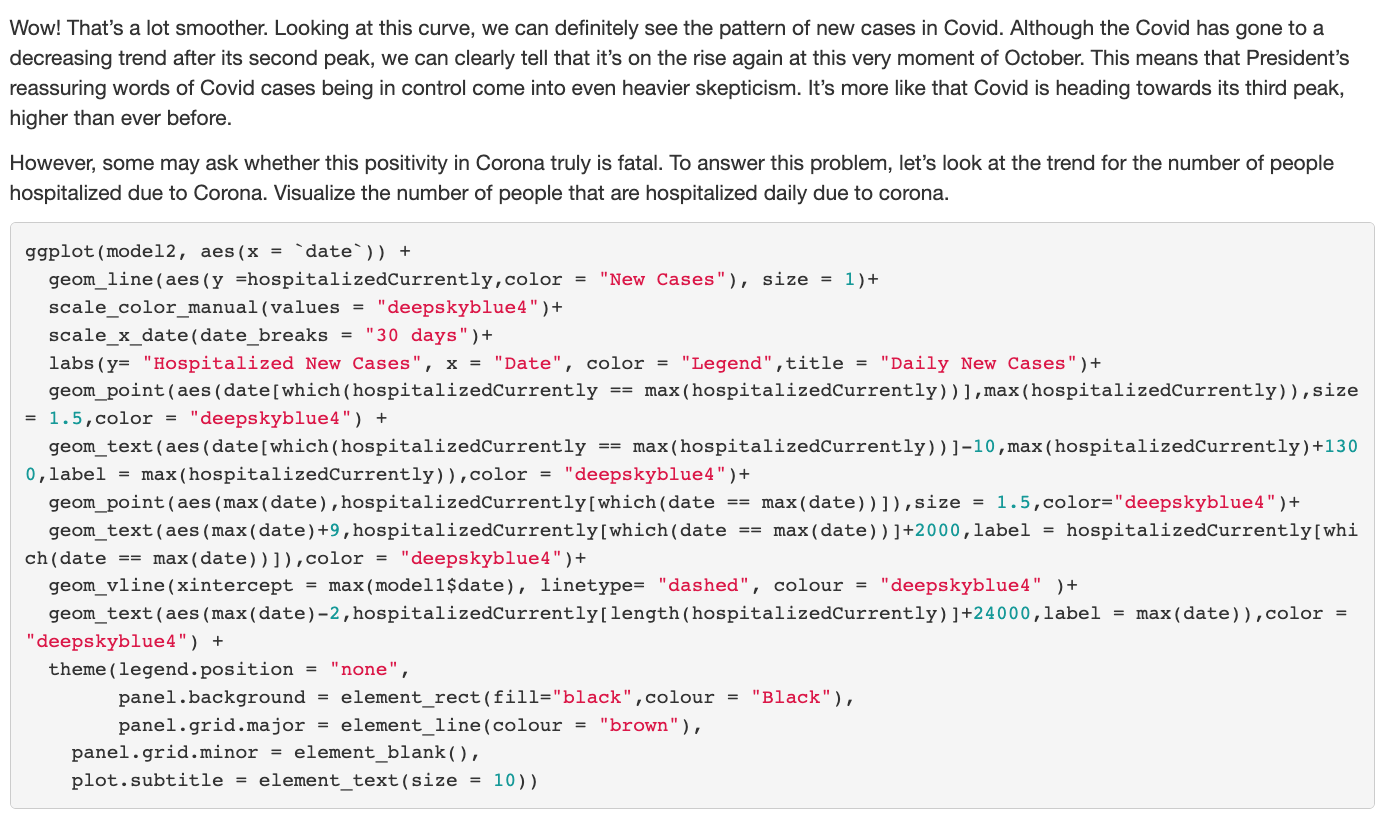 Wow! That’s a lot smoother. Looking at this curve, we can definitely see the pattern of new cases in Covid. Although the Covid has gone to a
decreasing trend after its second peak, we can clearly tell that it’s on the rise again at this very moment of October. This means that President’s
reassuring words of Covid cases being in control come into even heavier skepticism. It’s more like that Covid is heading towards its third peak,
higher than ever before.
However, some may ask whether this positivity in Corona truly is fatal. To answer this problem, let’s look at the trend for the number of people
hospitalized due to Corona. Visualize the number of people that are hospitalized daily due to corona.
ggplot(model2, aes(x = `date`)) +
  geom_line(aes(y =hospitalizedCurrently,color = "New Cases"), size = 1)+
  scale_color_manual(values = "deepskyblue4")+
  scale_x_date(date_breaks = "30 days")+
  labs(y= "Hospitalized New Cases", x = "Date", color = "Legend",title = "Daily New Cases")+
  geom_point(aes(date[which(hospitalizedCurrently == max(hospitalizedCurrently))],max(hospitalizedCurrently)),size
= 1.5,color = "deepskyblue4") +
  geom_text(aes(date[which(hospitalizedCurrently == max(hospitalizedCurrently))]-10,max(hospitalizedCurrently)+130
0,label = max(hospitalizedCurrently)),color = "deepskyblue4")+
  geom_point(aes(max(date),hospitalizedCurrently[which(date == max(date))]),size = 1.5,color="deepskyblue4")+
  geom_text(aes(max(date)+9,hospitalizedCurrently[which(date == max(date))]+2000,label = hospitalizedCurrently[whi
ch(date == max(date))]),color = "deepskyblue4")+
  geom_vline(xintercept = max(model1$date), linetype= "dashed", colour = "deepskyblue4" )+
  geom_text(aes(max(date)-2,hospitalizedCurrently[length(hospitalizedCurrently)]+24000,label = max(date)),color =
"deepskyblue4") +
  theme(legend.position = "none",
        panel.background = element_rect(fill="black",colour = "Black"),
        panel.grid.major = element_line(colour = "brown"),
    panel.grid.minor = element_blank(),
    plot.subtitle = element_text(size = 10))